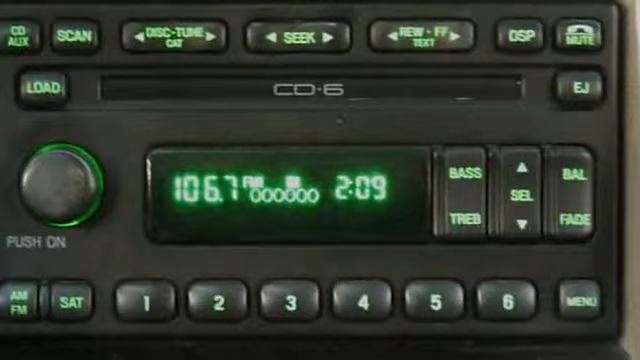 CD AUX SCAN DISC-TUNE CAT SEEK REW - FF TEXT DSP MUTE
LOAD CD·6 EJ
106.7 FM 000000 2:09 BASS SEL BAL
TREB FADE
PUSH ON
AM FM SAT 1 2 3 4 5 6 MENU